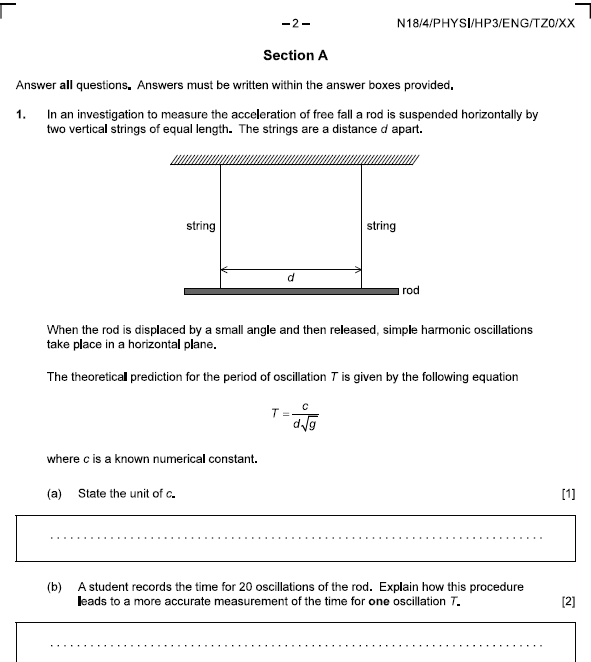 – 2 –
N18/4/PHYSI/HP3/ENG/TZ0/XX
Section A
Answer all questions. Answers must be written within the answer boxes provided.
1. In an investigation to measure the acceleration of free fall a rod is suspended horizontally by
two vertical strings of equal length. The strings are a distance d apart.
string
string
d
rod
When the rod is displaced by a small angle and then released, simple harmonic oscillations
take place in a horizontal plane.
The theoretical prediction for the period of oscillation T is given by the following equation
T = c / d√g
where c is a known numerical constant.
(a) State the unit of c. [1]
(b) A student records the time for 20 oscillations of the rod. Explain how this procedure
leads to a more accurate measurement of the time for one oscillation T. [2]